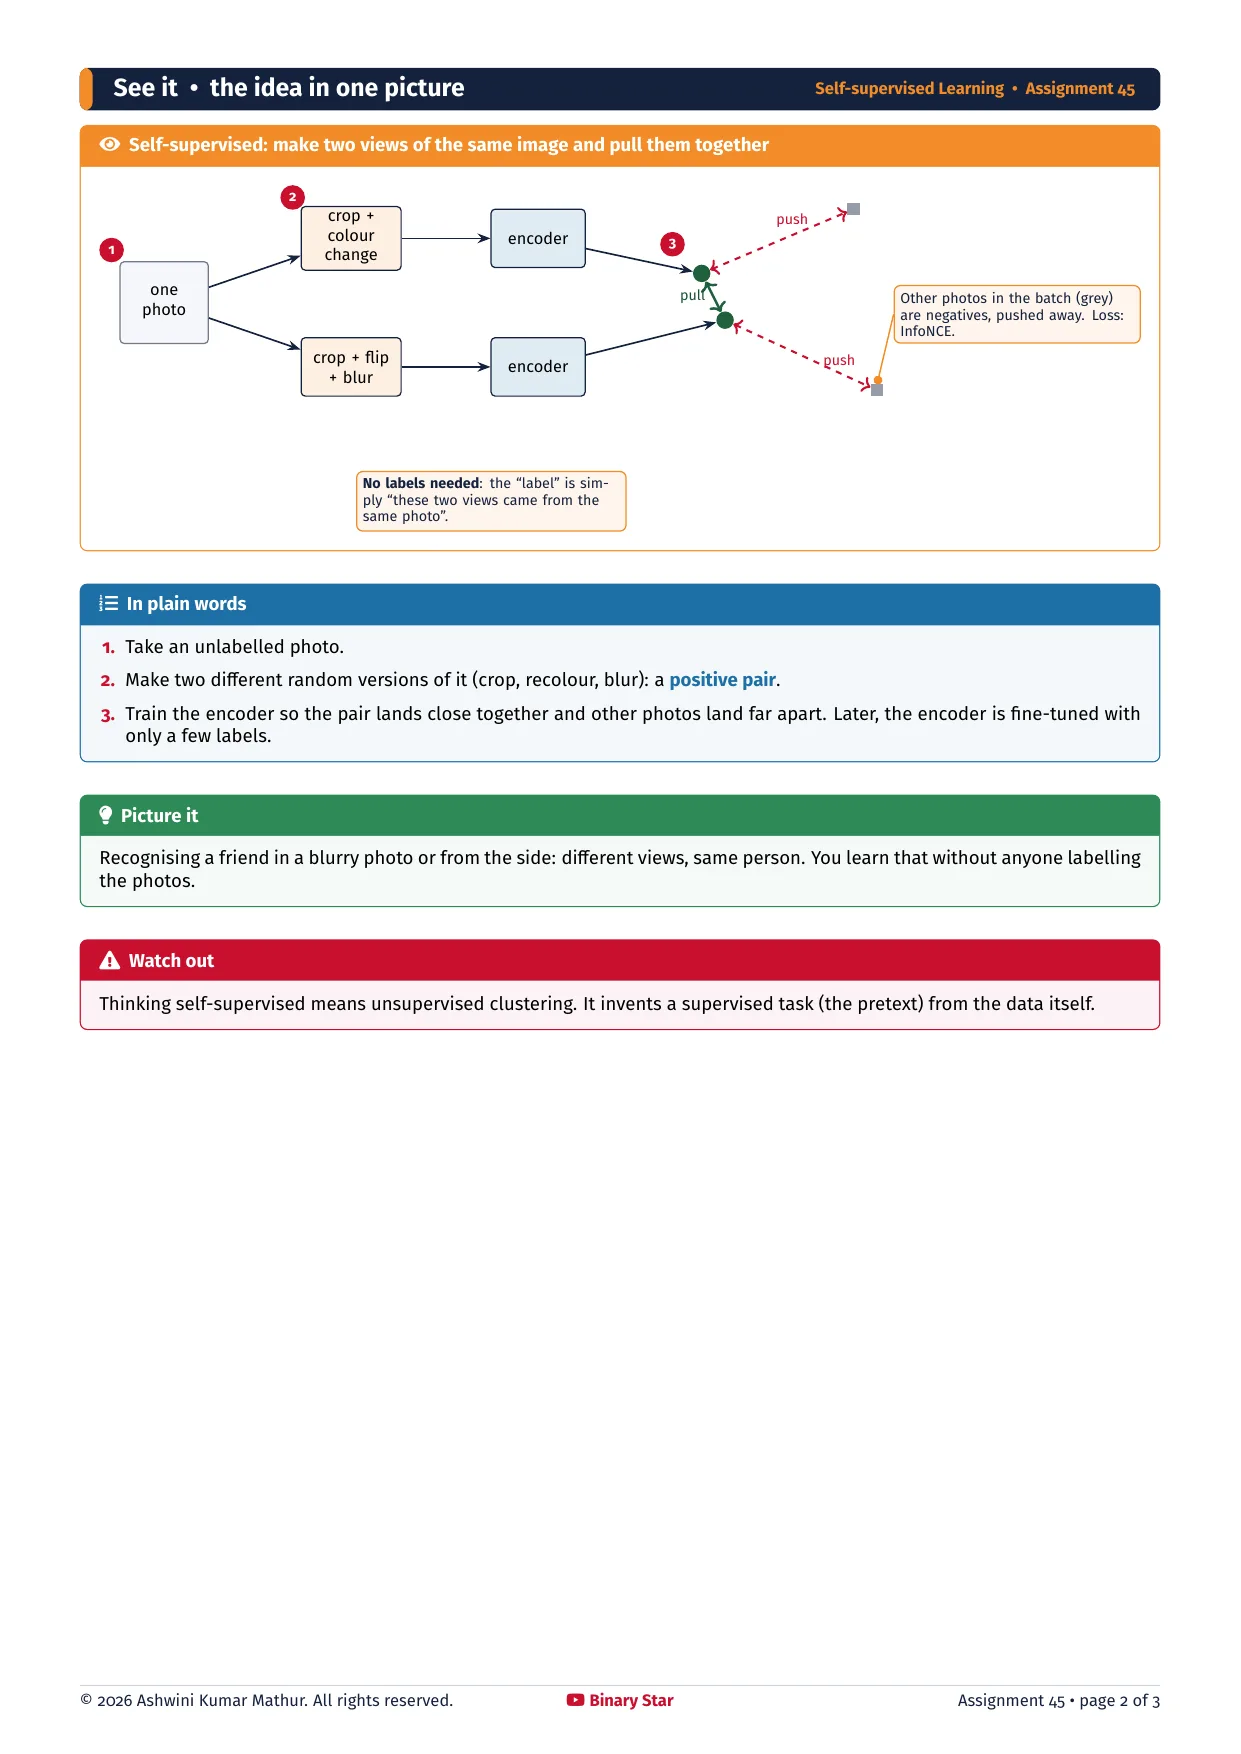 See it • the idea in one picture
Self-supervised Learning • Assignment 45
Self-supervised: make two views of the same image and pull them together
1
one
photo
2
crop +
colour
change
crop + flip
+ blur
encoder
encoder
3
push
pull
push
Other photos in the batch (grey)
are negatives, pushed away. Loss:
InfoNCE.
No labels needed: the “label” is sim-
ply “these two views came from the
same photo”.
In plain words
1. Take an unlabelled photo.
2. Make two different random versions of it (crop, recolour, blur): a positive pair.
3. Train the encoder so the pair lands close together and other photos land far apart. Later, the encoder is fine-tuned with
only a few labels.
Picture it
Recognising a friend in a blurry photo or from the side: different views, same person. You learn that without anyone labelling
the photos.
Watch out
Thinking self-supervised means unsupervised clustering. It invents a supervised task (the pretext) from the data itself.
© 2026 Ashwini Kumar Mathur. All rights reserved.
Binary Star
Assignment 45 • page 2 of 3